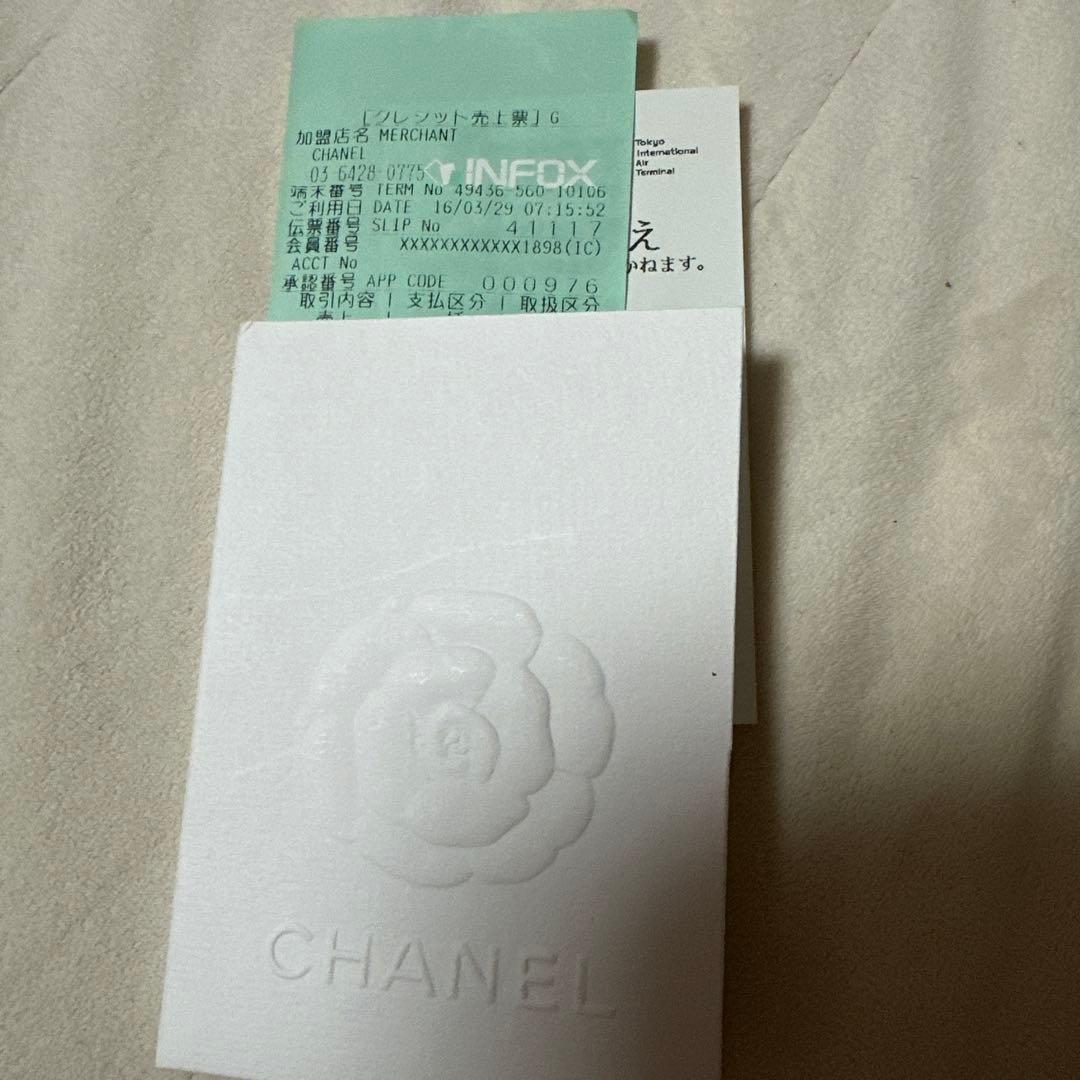 [クレジット売上票] G
加盟店名 MERCHANT
CHANEL
03-6428-0775
INFOX
端末番号 TERM No 49436-560-10106
ご利用日 DATE 16/03/29 07:15:52
伝票番号 SLIP No 41117
会員番号 XXXXXXXXXXXX1898(IC)
ACCT No
承認番号 APP CODE 000976
取引内容 | 支払区分 | 取扱区分
売上
Tokyo
International
Air
Terminal
え
かねます。
CHANEL